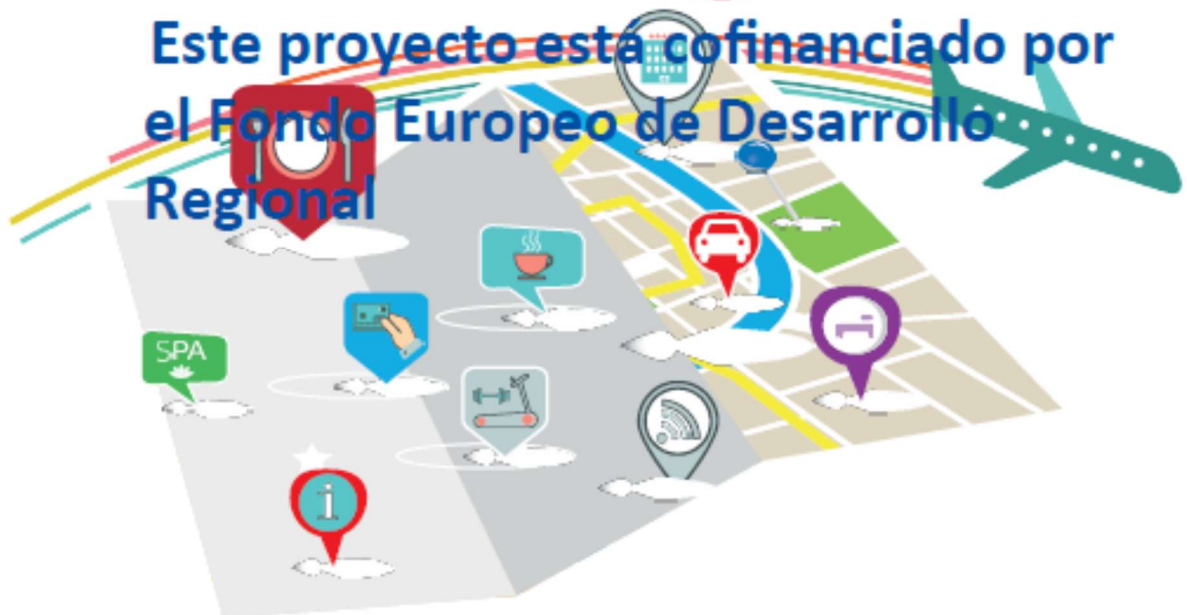 Este proyecto está cofinanciado por
el Fondo Europeo de Desarrollo
Regional
SPA
i